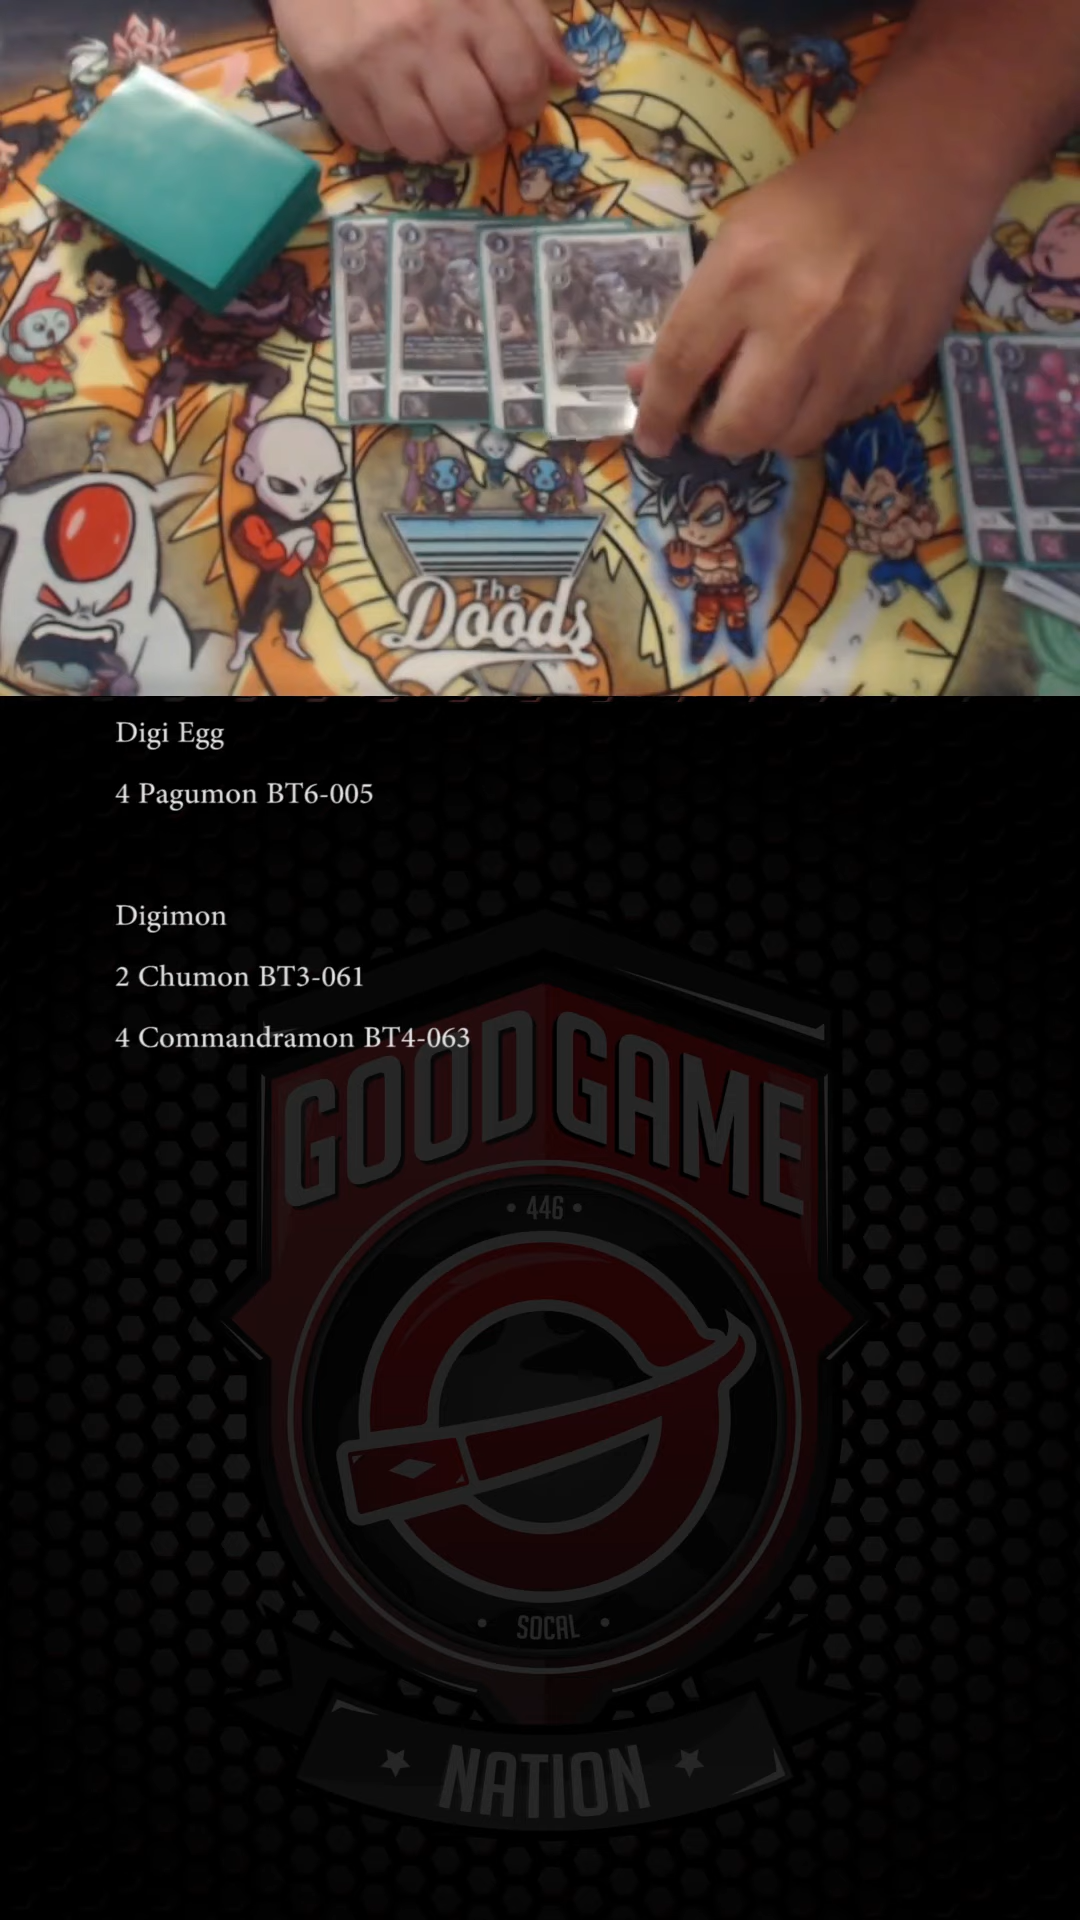 The
Doods
Digi Egg
4 Pagumon BT6-005
Digimon
2 Chumon BT3-061
4 Commandramon BT4-063
GOOD GAME
• 446 •
• SOCAL •
NATION